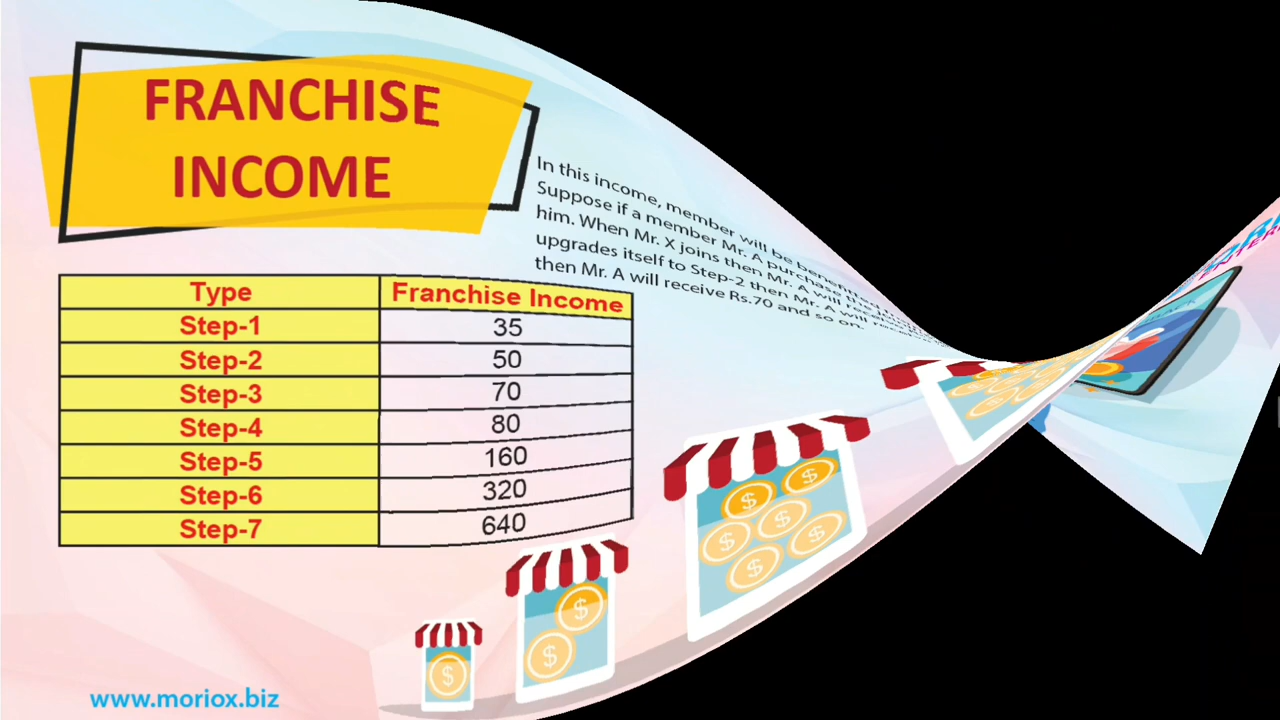 FRANCHISE
INCOME
In this income, member will be benefitted
Suppose if a member Mr. A purchase
him. When Mr. X joins then Mr. A will
upgrades itself to Step-2 then Mr. A will
then Mr. A will receive Rs.70 and so on.
Type Franchise Income
Step-1 35
Step-2 50
Step-3 70
Step-4 80
Step-5 160
Step-6 320
Step-7 640
www.moriox.biz